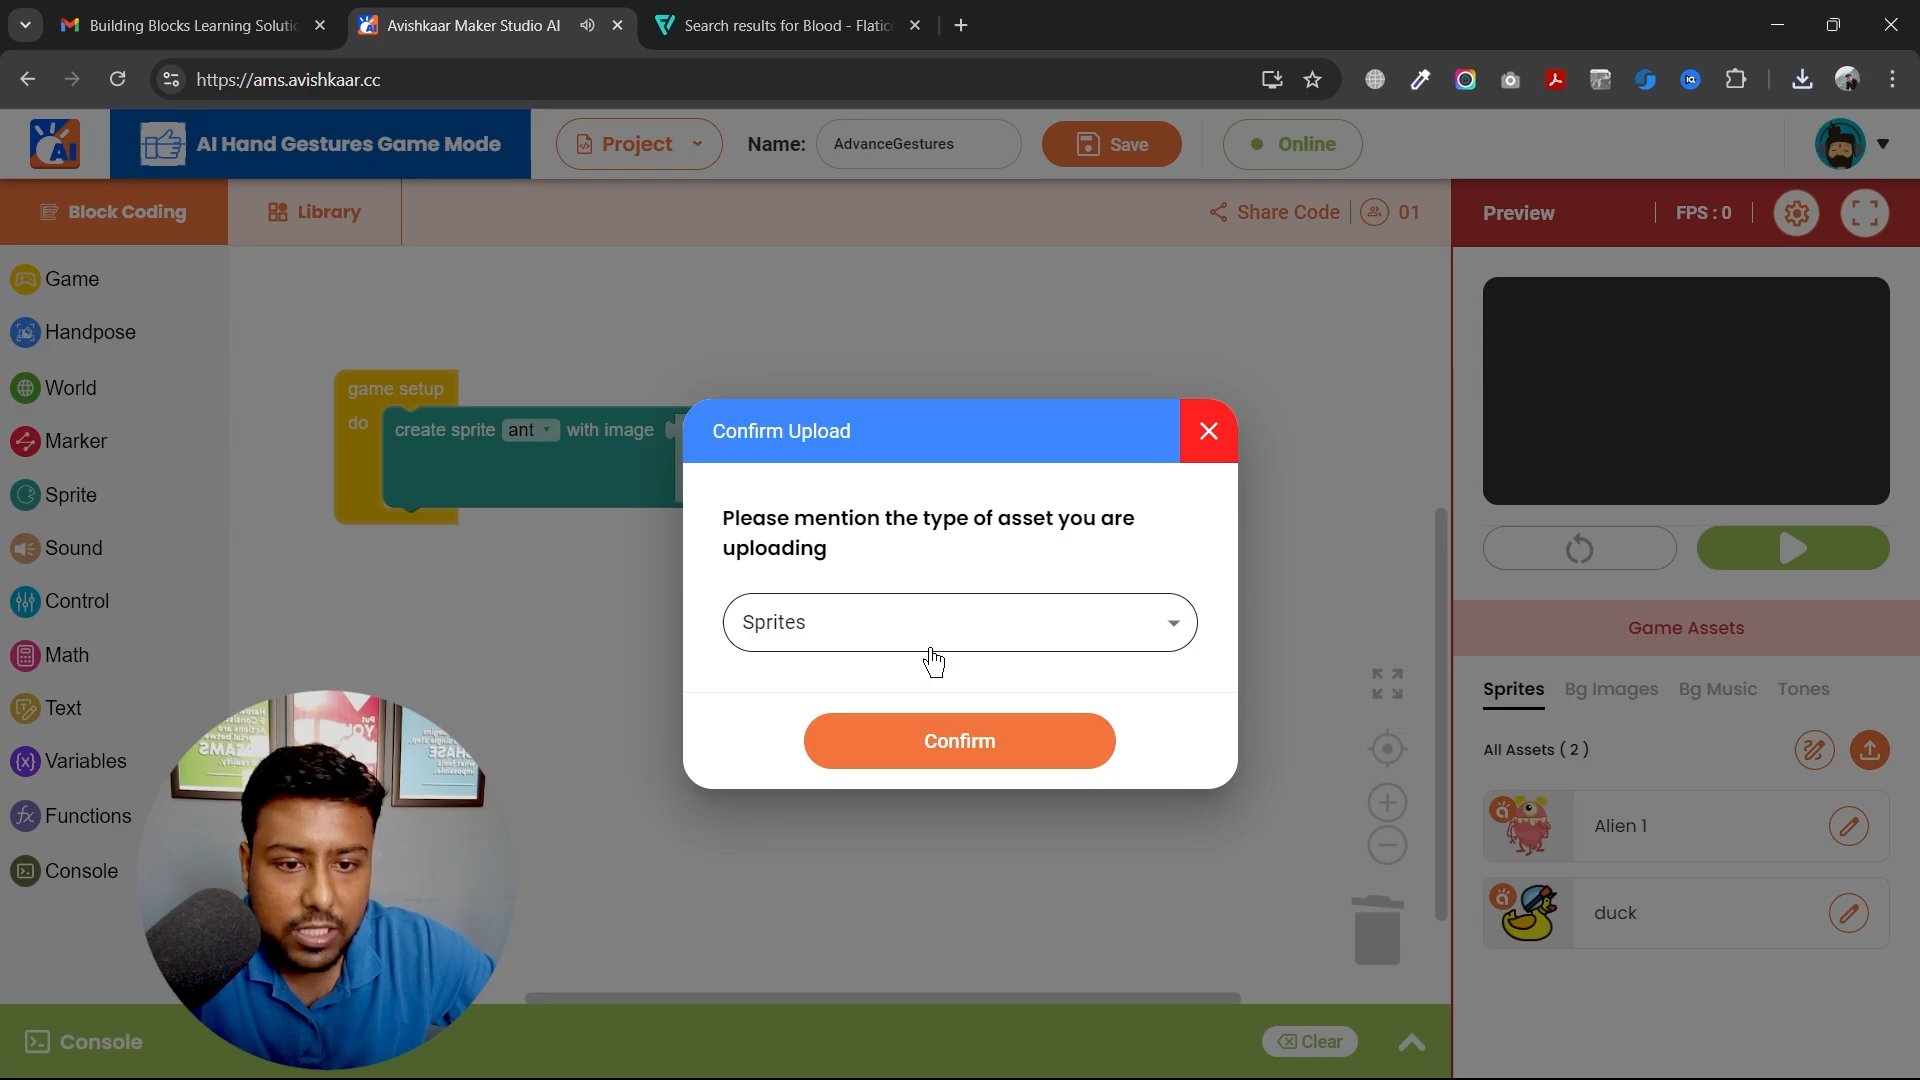 Building Blocks Learning Solutio
Avishkaar Maker Studio AI
Search results for Blood - Flatic
https://ams.avishkaar.cc
AI Hand Gestures Game Mode
Project
Name:
AdvanceGestures
Save
Online
Block Coding
Library
Share Code
01
Preview
FPS : 0
Game
Handpose
World
Marker
Sprite
Sound
Control
Math
Text
Variables
Functions
Console
game setup
do
create sprite ant with image
Confirm Upload
Please mention the type of asset you are
uploading
Sprites
Confirm
Game Assets
Sprites
Bg Images
Bg Music
Tones
All Assets ( 2 )
Alien 1
duck
Console
Clear